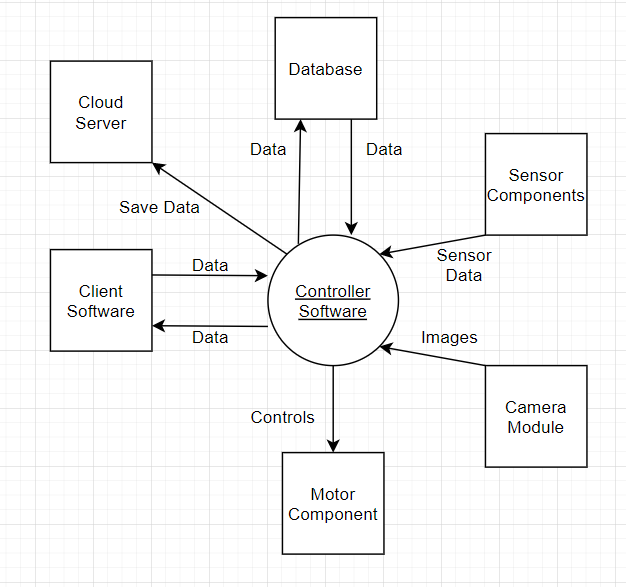 Database
Cloud
Server
Data
Data
Sensor
Components
Save Data
Sensor
Data
Data
Client
Software
Controller
Software
Data
Images
Controls
Camera
Module
Motor
Component